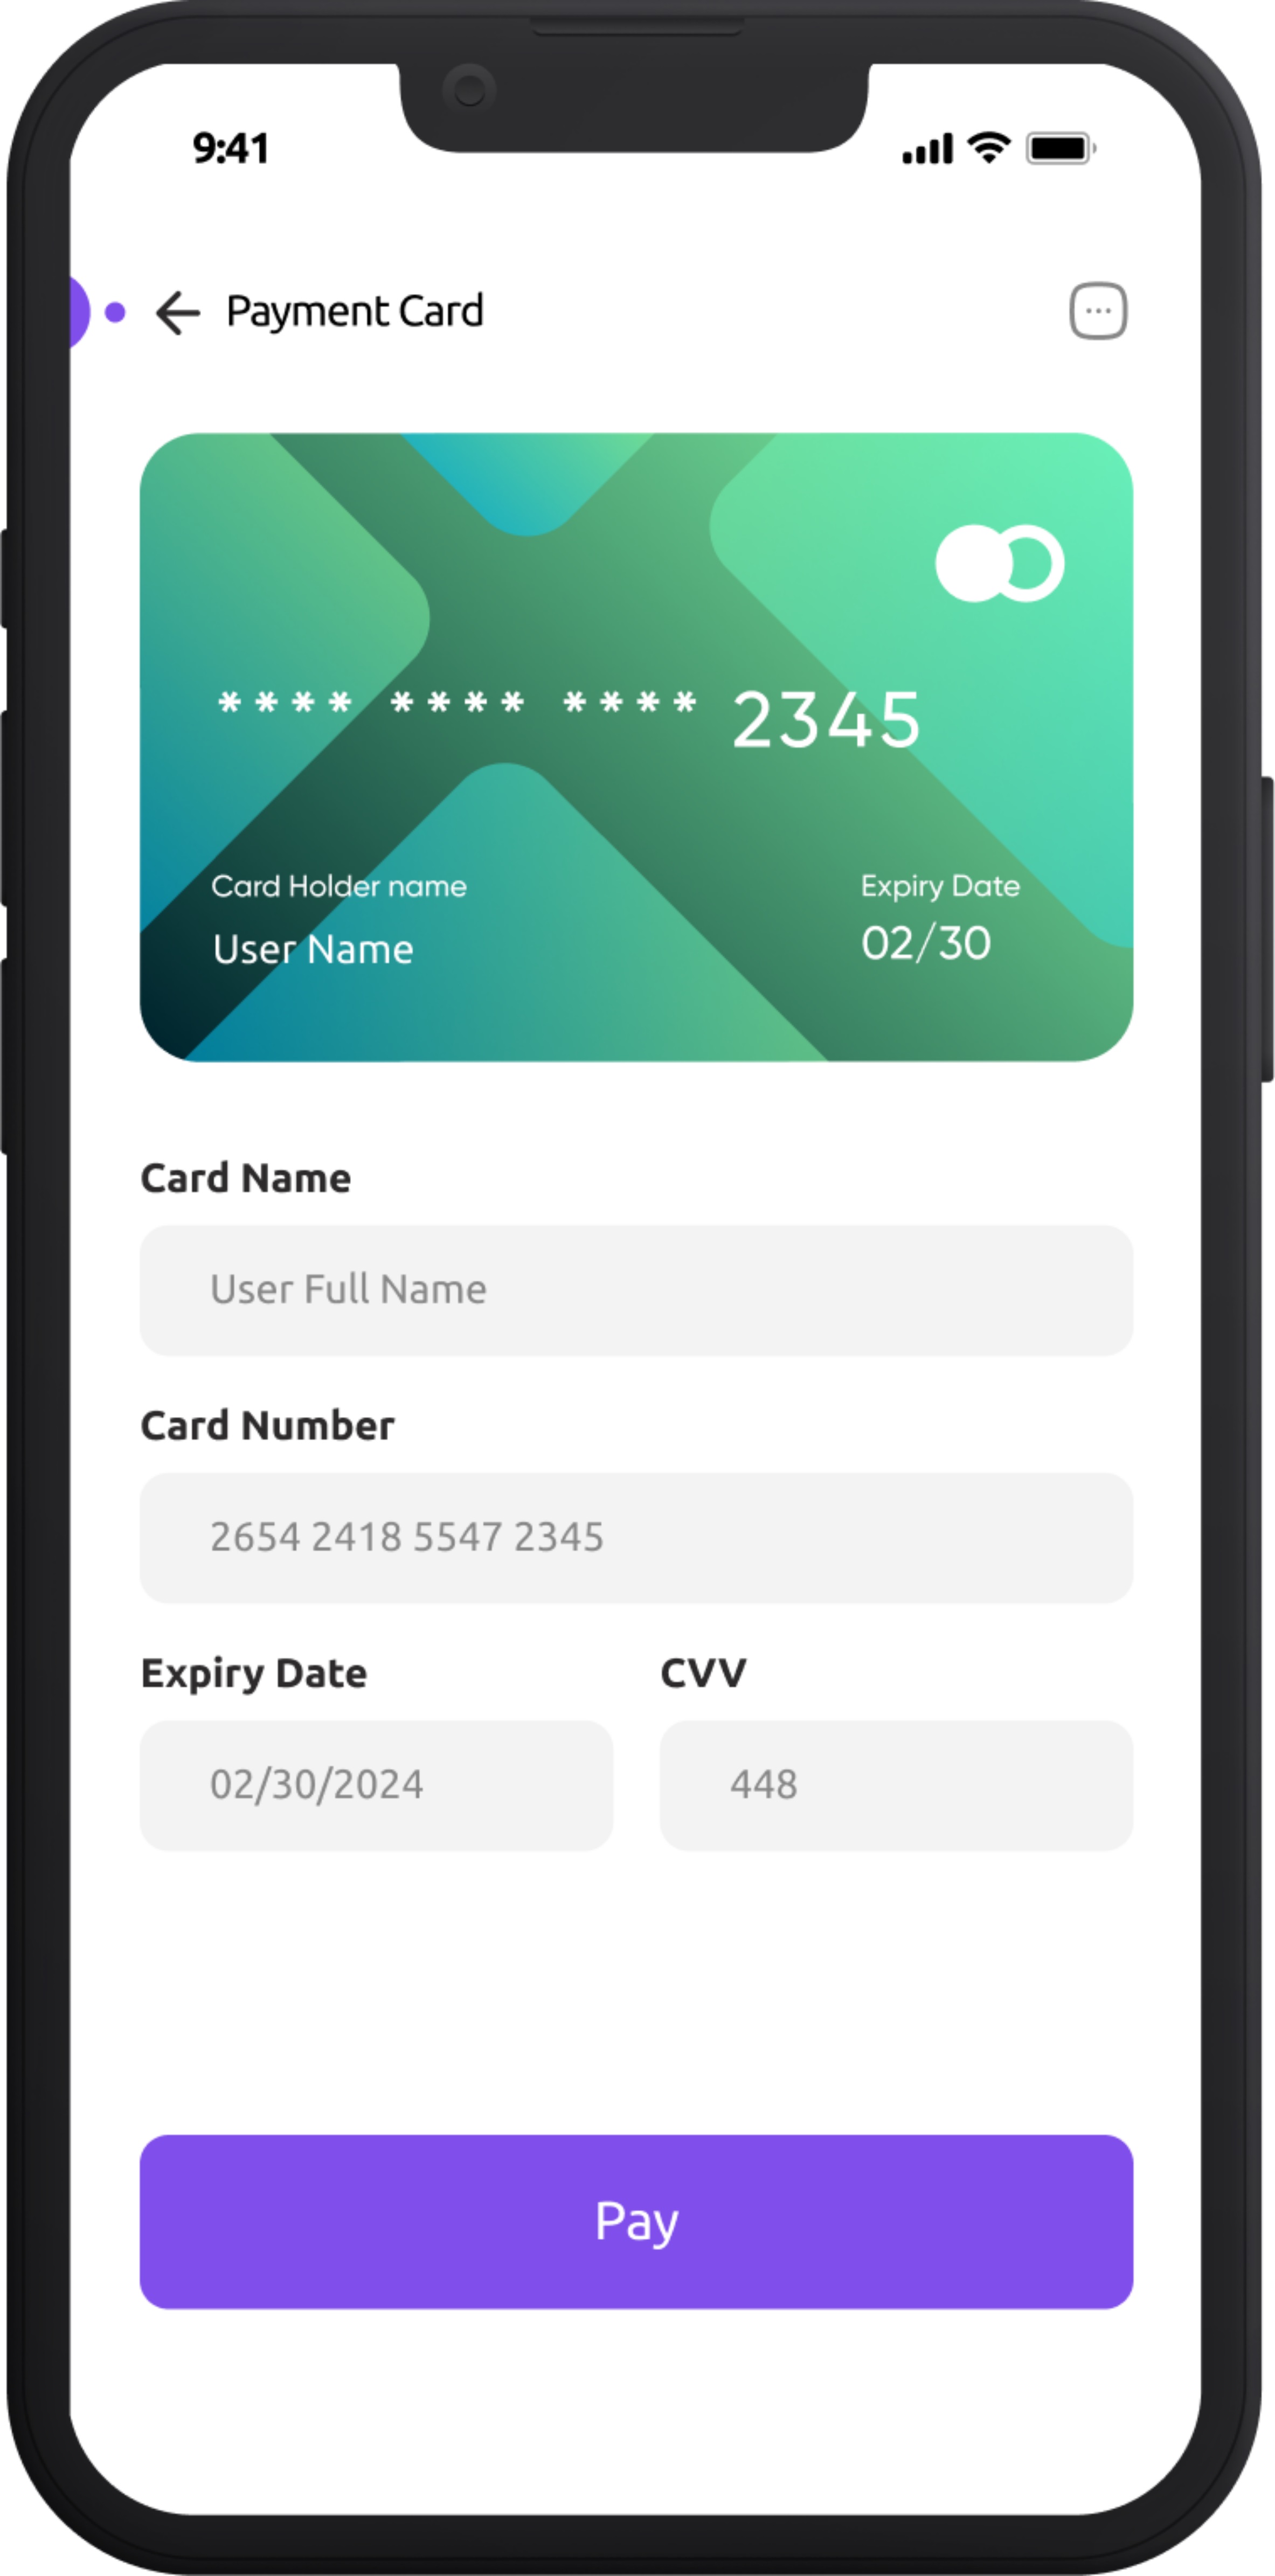 9:41
Payment Card
**** **** **** 2345
Card Holder name
User Name
Expiry Date
02/30
Card Name
User Full Name
Card Number
2654 2418 5547 2345
Expiry Date
CVV
02/30/2024
448
Pay